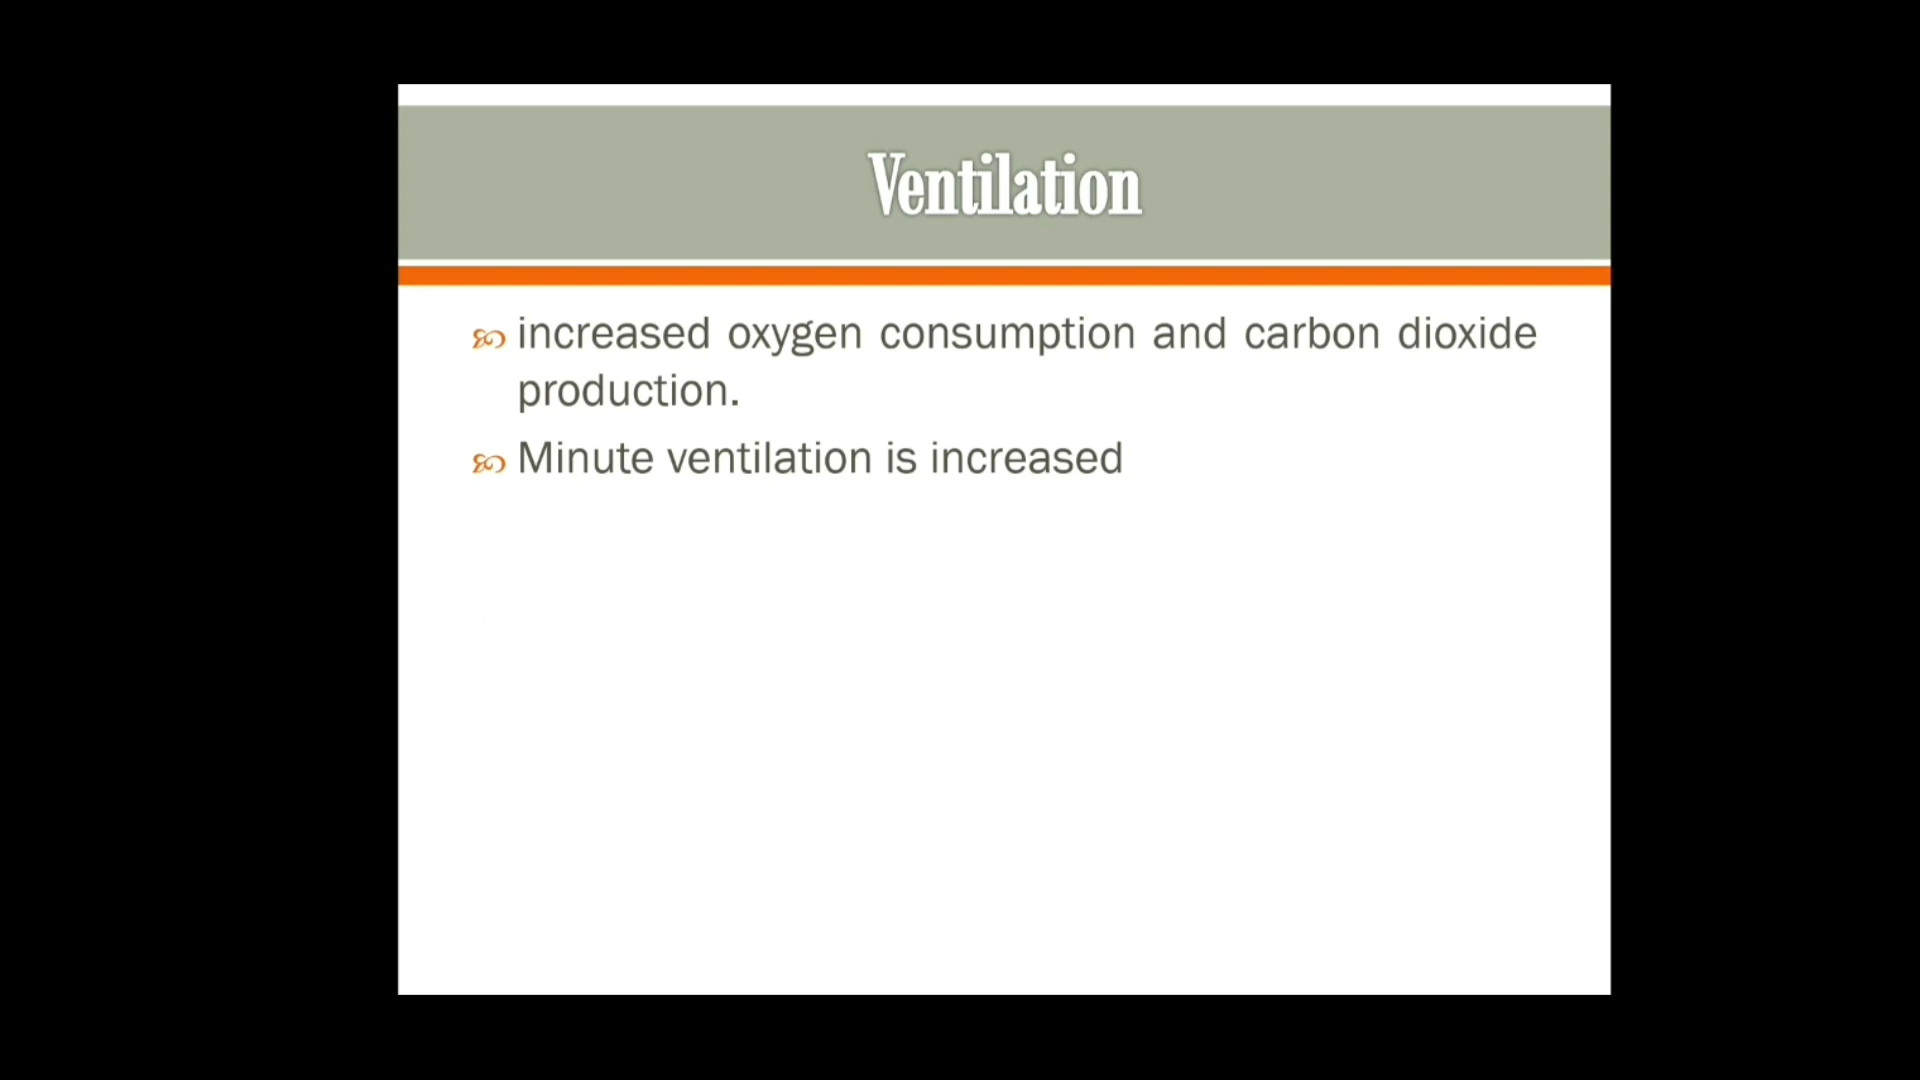 Ventilation
increased oxygen consumption and carbon dioxide
production.
Minute ventilation is increased